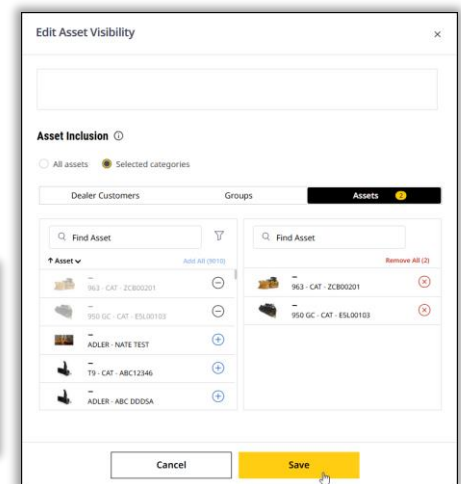 Edit Asset Visibility ×
Asset Inclusion
All assets Selected categories
Dealer Customers Groups Assets 2
Find Asset
↑ Asset Add All (9010)
–
963 - CAT - ZCB00201
–
950 GC - CAT - E5L00103
–
ADLER - NATE TEST
–
T9 - CAT - ABC12346
–
ADLER - ABC DDDSA
Find Asset
Remove All (2)
–
963 - CAT - ZCB00201
–
950 GC - CAT - E5L00103
Cancel Save